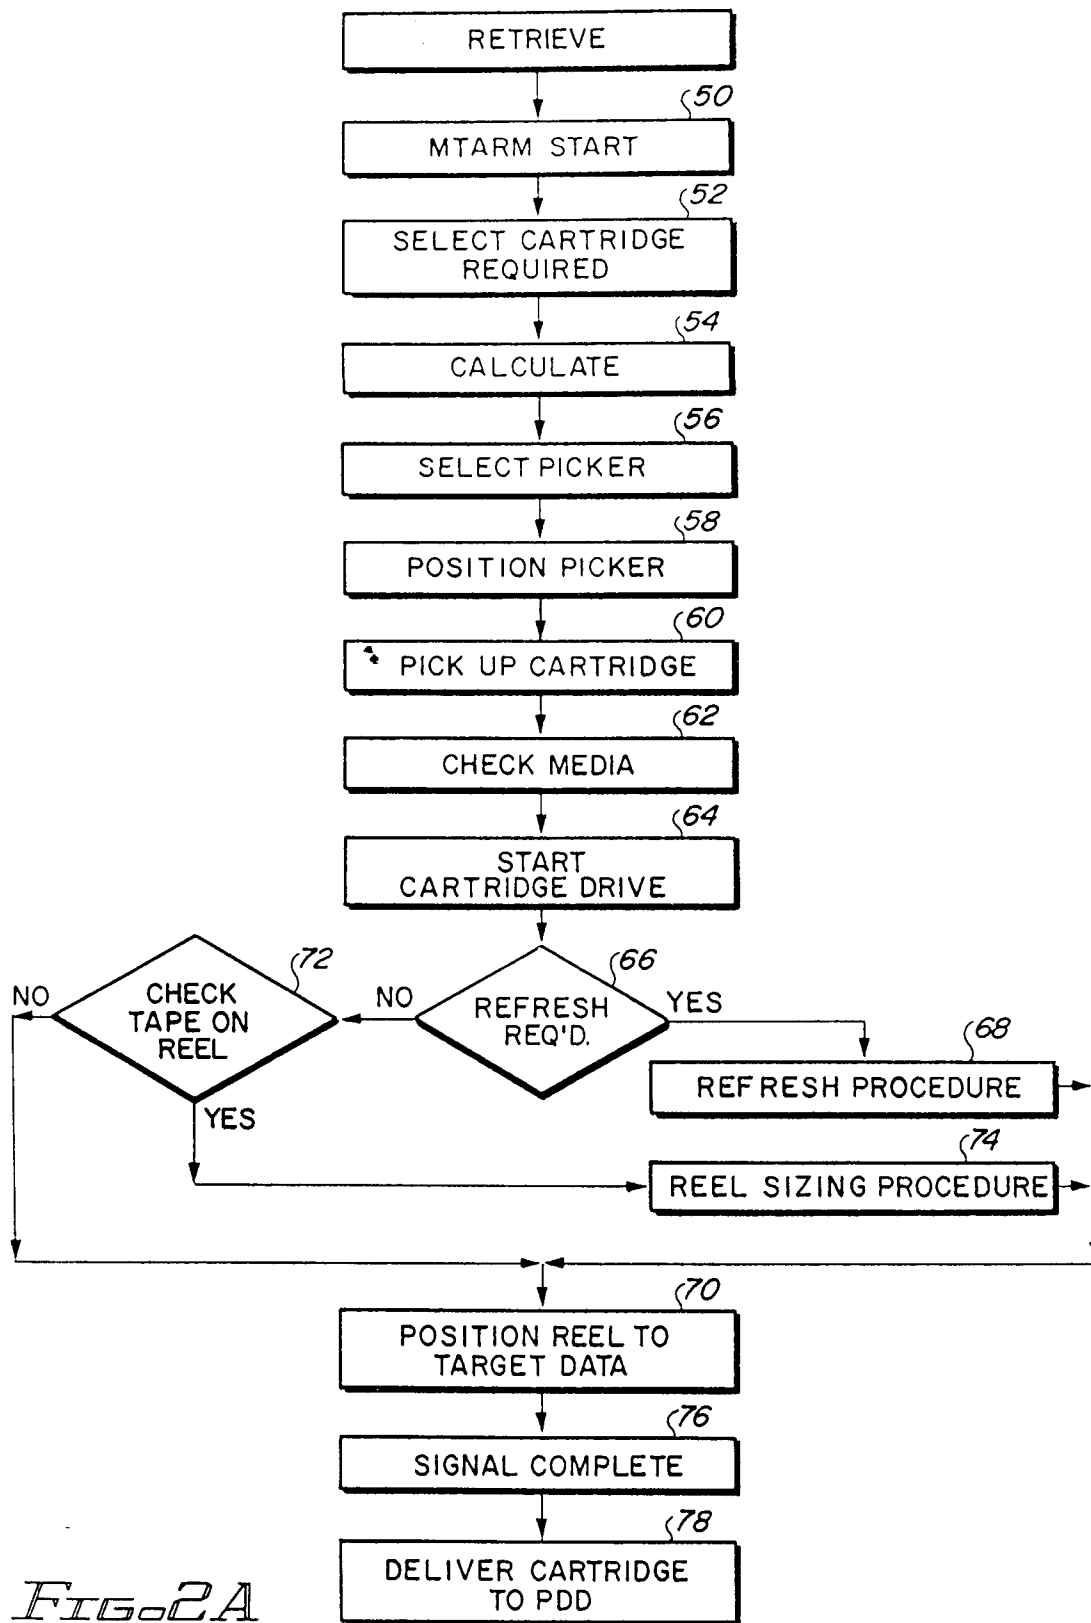 RETRIEVE
50
MTARM START
52
SELECT CARTRIDGE
REQUIRED
54
CALCULATE
56
SELECT PICKER
58
POSITION PICKER
60
PICK UP CARTRIDGE
62
CHECK MEDIA
64
START
CARTRIDGE DRIVE
72
66
NO
CHECK
TAPE ON
REEL
NO
REFRESH
REQ'D.
YES
68
REFRESH PROCEDURE
YES
74
REEL SIZING PROCEDURE
70
POSITION REEL TO
TARGET DATA
76
SIGNAL COMPLETE
78
DELIVER CARTRIDGE
TO PDD
FIG. 2A